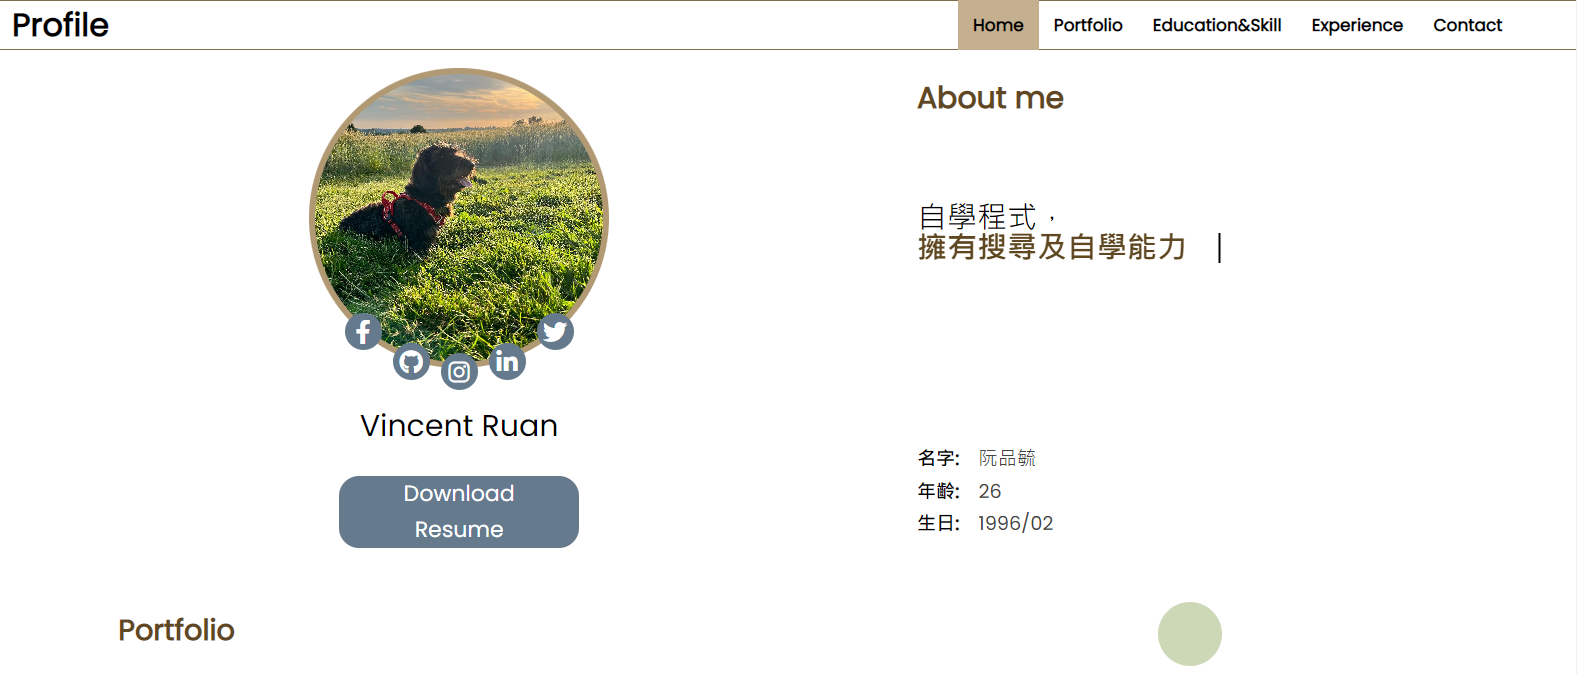 Profile
Home
Portfolio
Education&Skill
Experience
Contact
About me
自學程式，
擁有搜尋及自學能力
Vincent Ruan
Download
Resume
名字: 阮品毓
年齡: 26
生日: 1996/02
Portfolio